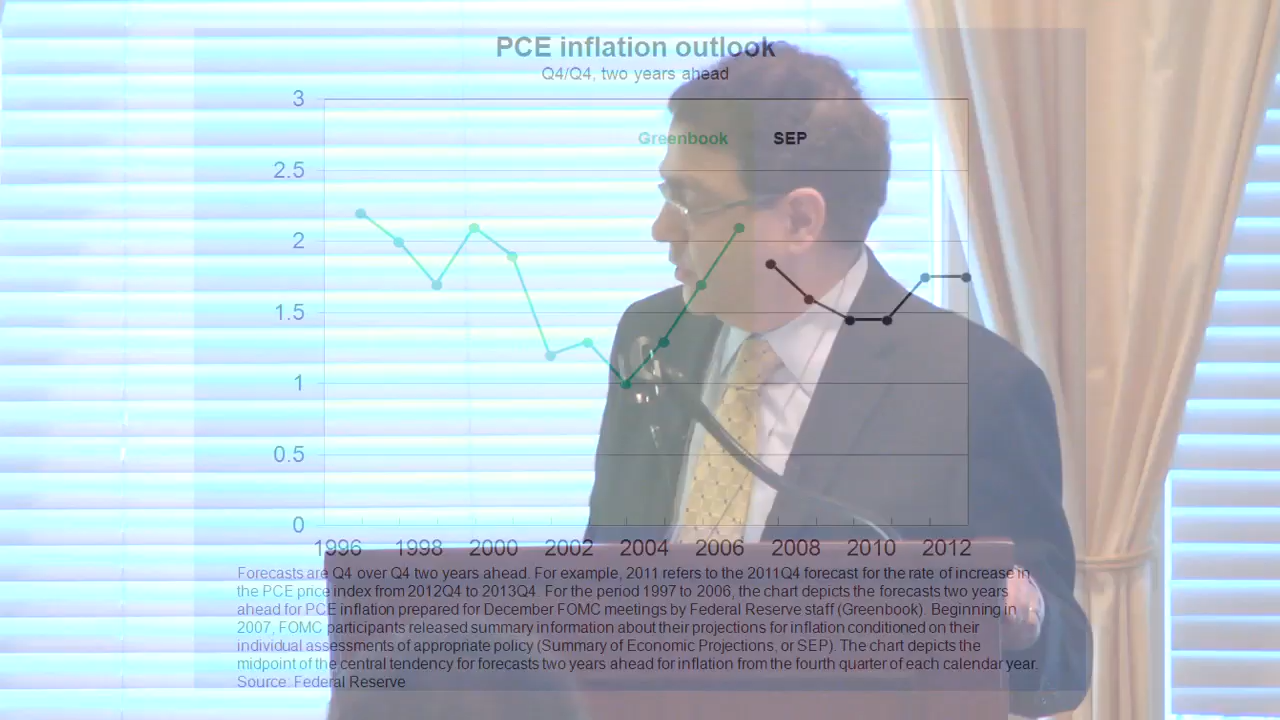 PCE inflation outlook
Q4/Q4, two years ahead
3
Greenbook SEP
2.5
2
1.5
1
0.5
0
1996 1998 2000 2002 2004 2006 2008 2010 2012
Forecasts are Q4 over Q4 two years ahead. For example, 2011 refers to the 2011Q4 forecast for the rate of increase in
the PCE price index from 2012Q4 to 2013Q4. For the period 1997 to 2006, the chart depicts the forecasts two years
ahead for PCE inflation prepared for December FOMC meetings by Federal Reserve staff (Greenbook). Beginning in
2007, FOMC participants released summary information about their projections for inflation conditioned on their
individual assessments of appropriate policy (Summary of Economic Projections, or SEP). The chart depicts the
midpoint of the central tendency for forecasts two years ahead for inflation from the fourth quarter of each calendar year.
Source: Federal Reserve